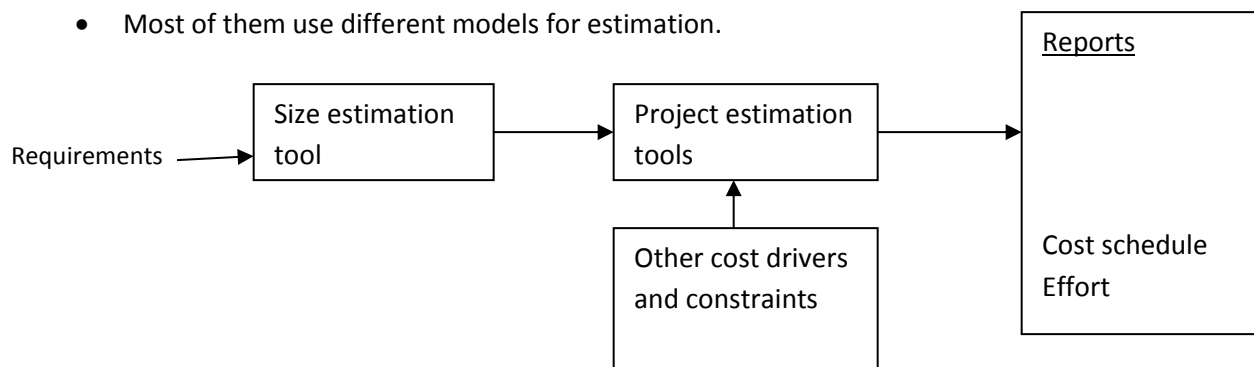 • Most of them use different models for estimation.
Requirements
Size estimation
tool
Project estimation
tools
Other cost drivers
and constraints
Reports
Cost schedule
Effort